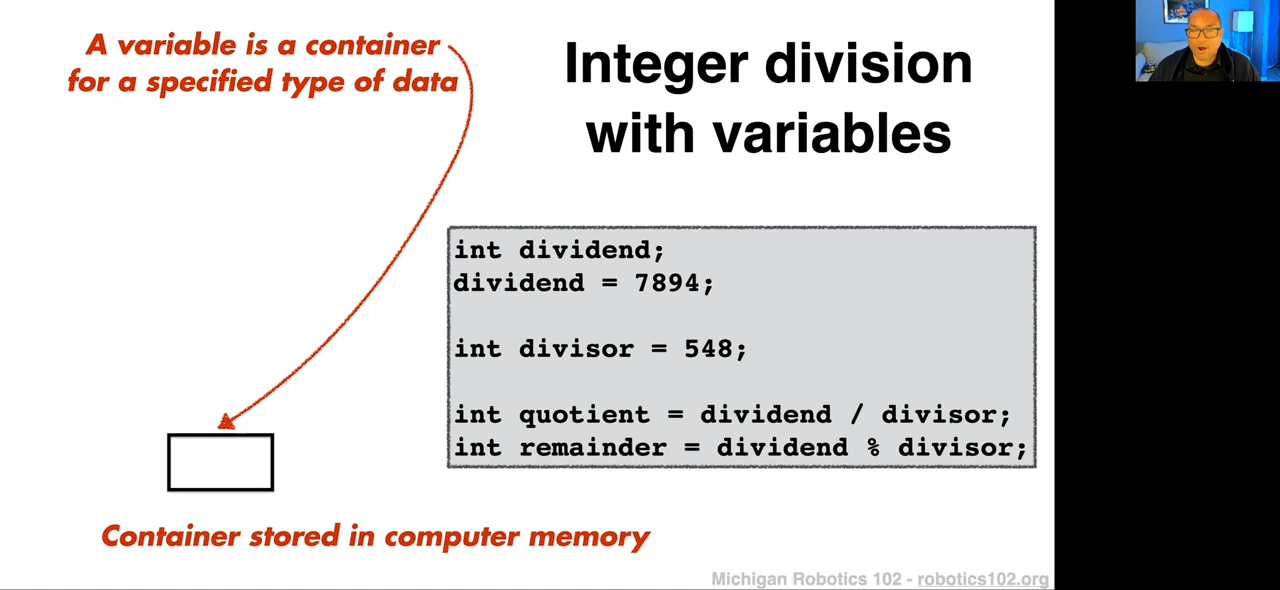 A variable is a container
for a specified type of data
Integer division
with variables
int dividend;
dividend = 7894;
int divisor = 548;
int quotient = dividend / divisor;
int remainder = dividend % divisor;
Container stored in computer memory
Michigan Robotics 102 - robotics102.org